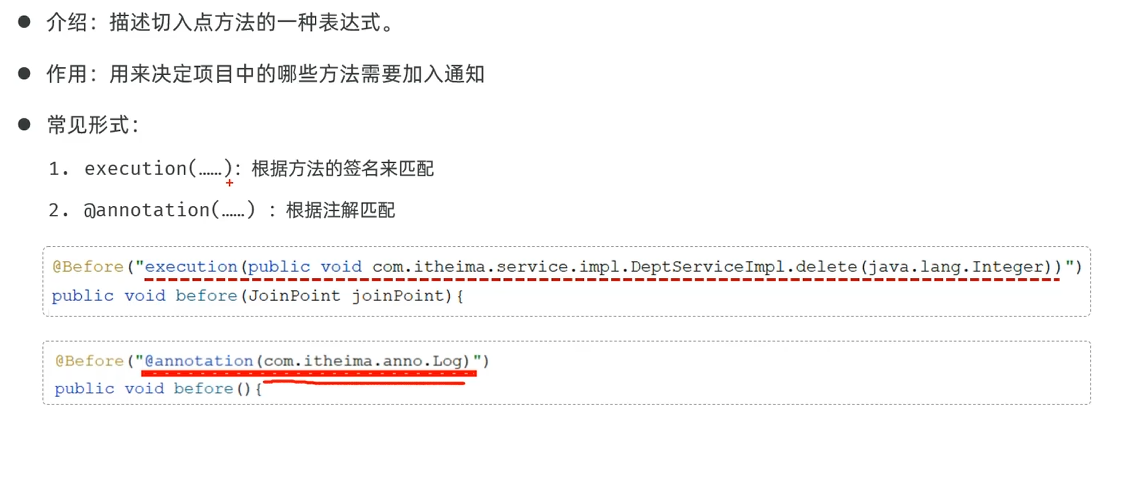 ● 介绍：描述切入点方法的一种表达式。
● 作用：用来决定项目中的哪些方法需要加入通知
● 常见形式：
1. execution(……)：根据方法的签名来匹配
2. @annotation(……) ：根据注解匹配
@Before("execution(public void com.itheima.service.impl.DeptServiceImpl.delete(java.lang.Integer))")
public void before(JoinPoint joinPoint){
@Before("@annotation(com.itheima.anno.Log)")
public void before(){